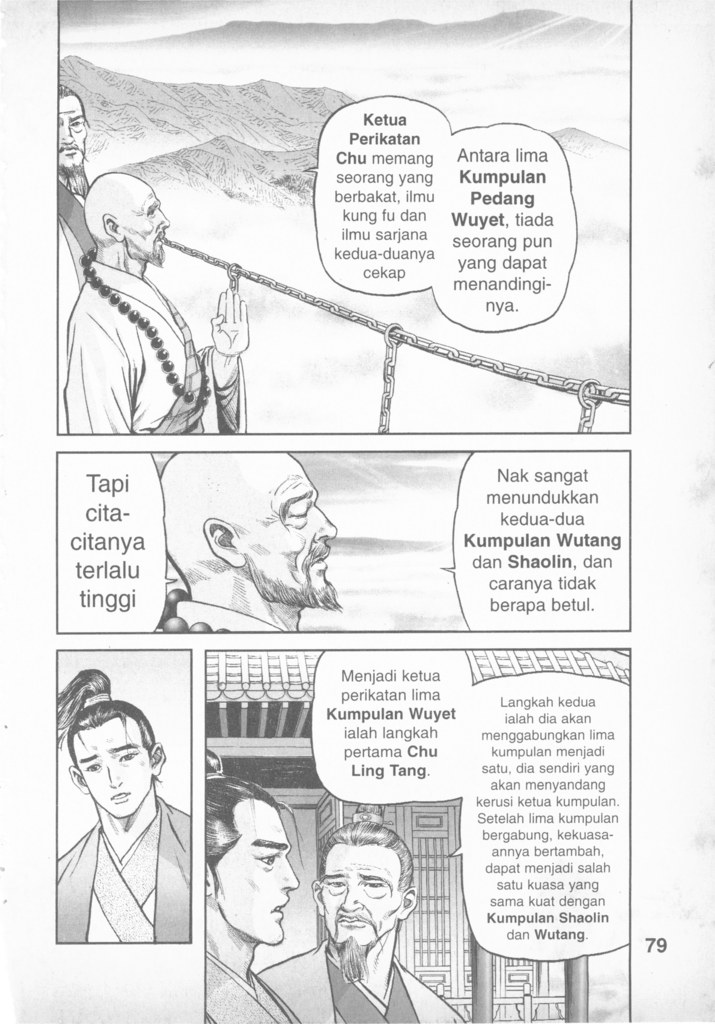 Ketua
Perikatan
Chu memang
seorang yang
berbakat, ilmu
kung fu dan
ilmu sarjana
kedua-duanya
cekap
Antara lima
Kumpulan
Pedang
Wuyet, tiada
seorang pun
yang dapat
menandingi-
nya.
Tapi
cita-
citanya
terlalu
tinggi
Nak sangat
menundukkan
kedua-dua
Kumpulan Wutang
dan Shaolin, dan
caranya tidak
berapa betul.
Menjadi ketua
perikatan lima
Kumpulan Wuyet
ialah langkah
pertama Chu
Ling Tang.
Langkah kedua
ialah dia akan
menggabungkan lima
kumpulan menjadi
satu, dia sendiri yang
akan menyandang
kerusi ketua kumpulan.
Setelah lima kumpulan
bergabung, kekuasa-
annya bertambah,
dapat menjadi salah
satu kuasa yang
sama kuat dengan
Kumpulan Shaolin
dan Wutang.
79